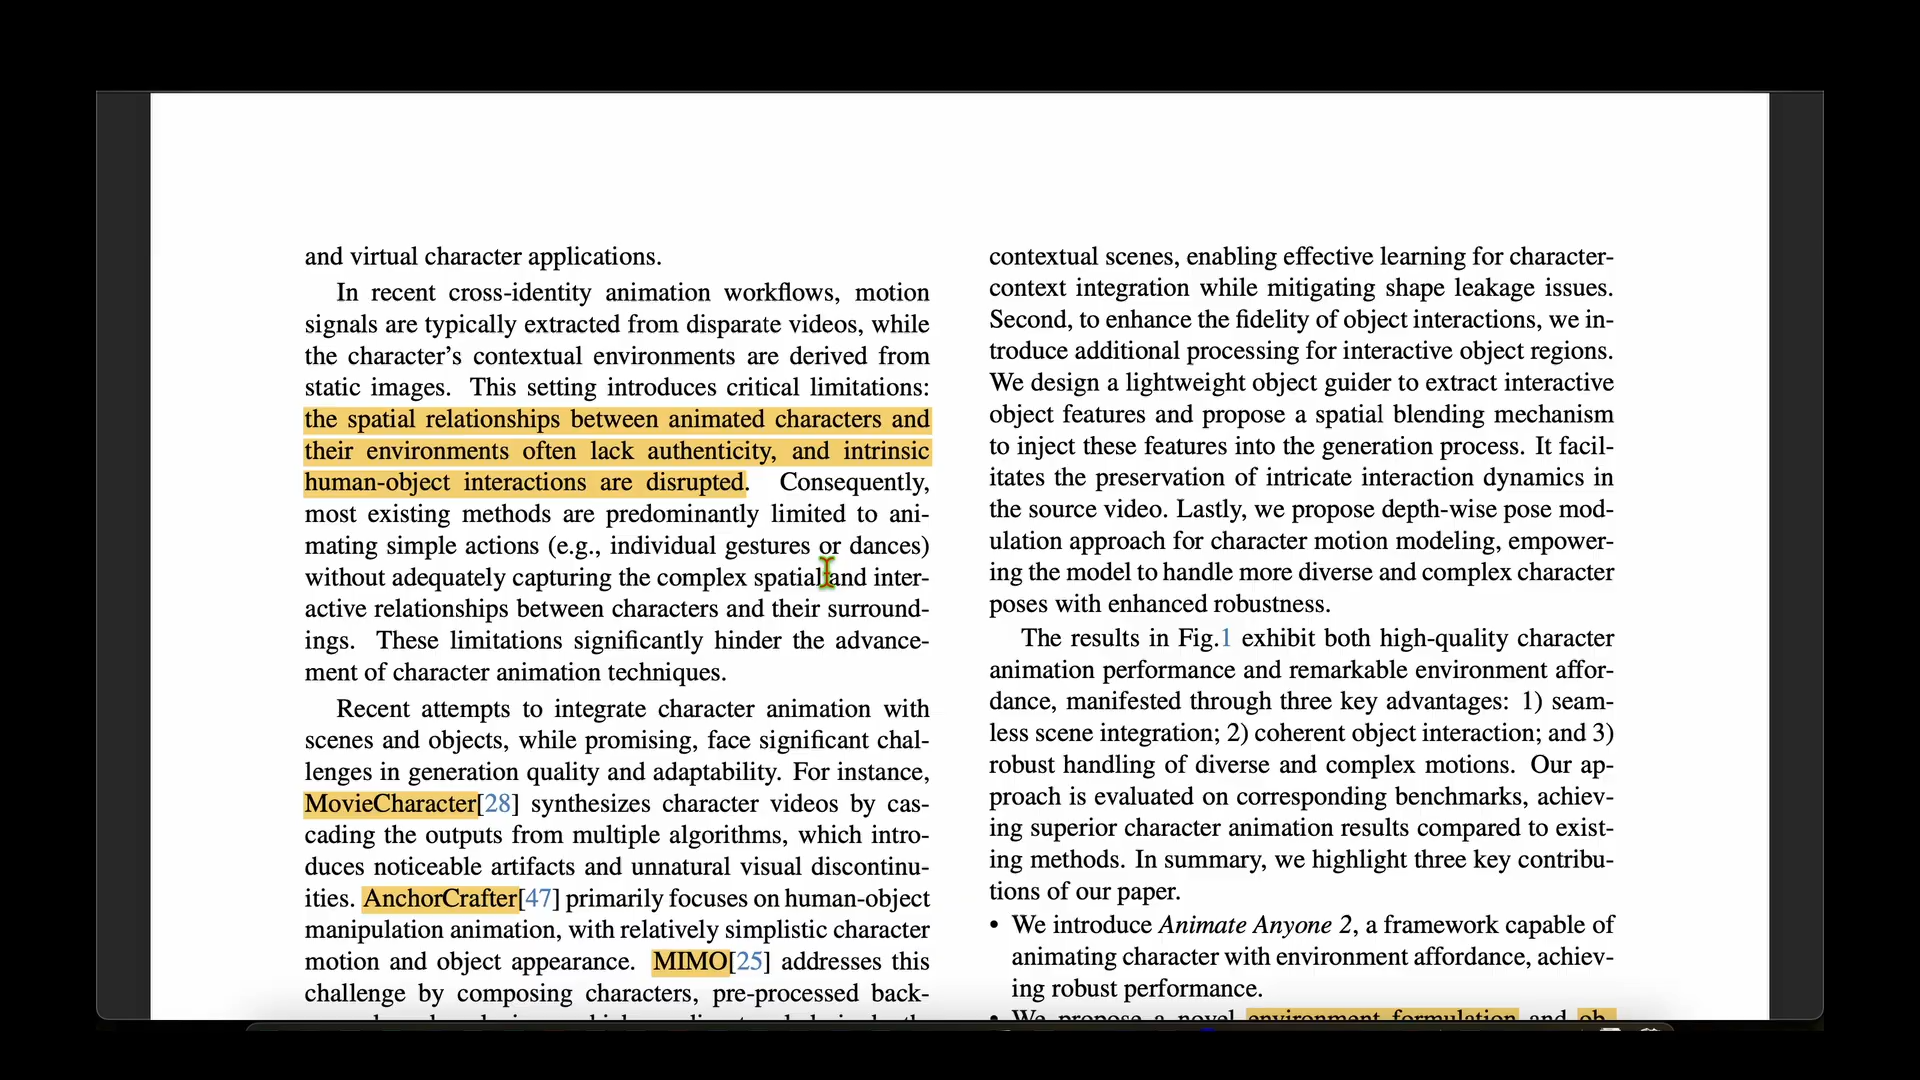 and virtual character applications.
In recent cross-identity animation workflows, motion
signals are typically extracted from disparate videos, while
the character’s contextual environments are derived from
static images. This setting introduces critical limitations:
the spatial relationships between animated characters and
their environments often lack authenticity, and intrinsic
human-object interactions are disrupted. Consequently,
most existing methods are predominantly limited to ani-
mating simple actions (e.g., individual gestures or dances)
without adequately capturing the complex spatial and inter-
active relationships between characters and their surround-
ings. These limitations significantly hinder the advance-
ment of character animation techniques.
Recent attempts to integrate character animation with
scenes and objects, while promising, face significant chal-
lenges in generation quality and adaptability. For instance,
MovieCharacter[28] synthesizes character videos by cas-
cading the outputs from multiple algorithms, which intro-
duces noticeable artifacts and unnatural visual discontinu-
ities. AnchorCrafter[47] primarily focuses on human-object
manipulation animation, with relatively simplistic character
motion and object appearance. MIMO[25] addresses this
challenge by composing characters, pre-processed back-
contextual scenes, enabling effective learning for character-
context integration while mitigating shape leakage issues.
Second, to enhance the fidelity of object interactions, we in-
troduce additional processing for interactive object regions.
We design a lightweight object guider to extract interactive
object features and propose a spatial blending mechanism
to inject these features into the generation process. It facil-
itates the preservation of intricate interaction dynamics in
the source video. Lastly, we propose depth-wise pose mod-
ulation approach for character motion modeling, empower-
ing the model to handle more diverse and complex character
poses with enhanced robustness.
The results in Fig.1 exhibit both high-quality character
animation performance and remarkable environment affor-
dance, manifested through three key advantages: 1) seam-
less scene integration; 2) coherent object interaction; and 3)
robust handling of diverse and complex motions. Our ap-
proach is evaluated on corresponding benchmarks, achiev-
ing superior character animation results compared to exist-
ing methods. In summary, we highlight three key contribu-
tions of our paper.
• We introduce Animate Anyone 2, a framework capable of
animating character with environment affordance, achiev-
ing robust performance.
• We propose a novel environment formulation and ob-